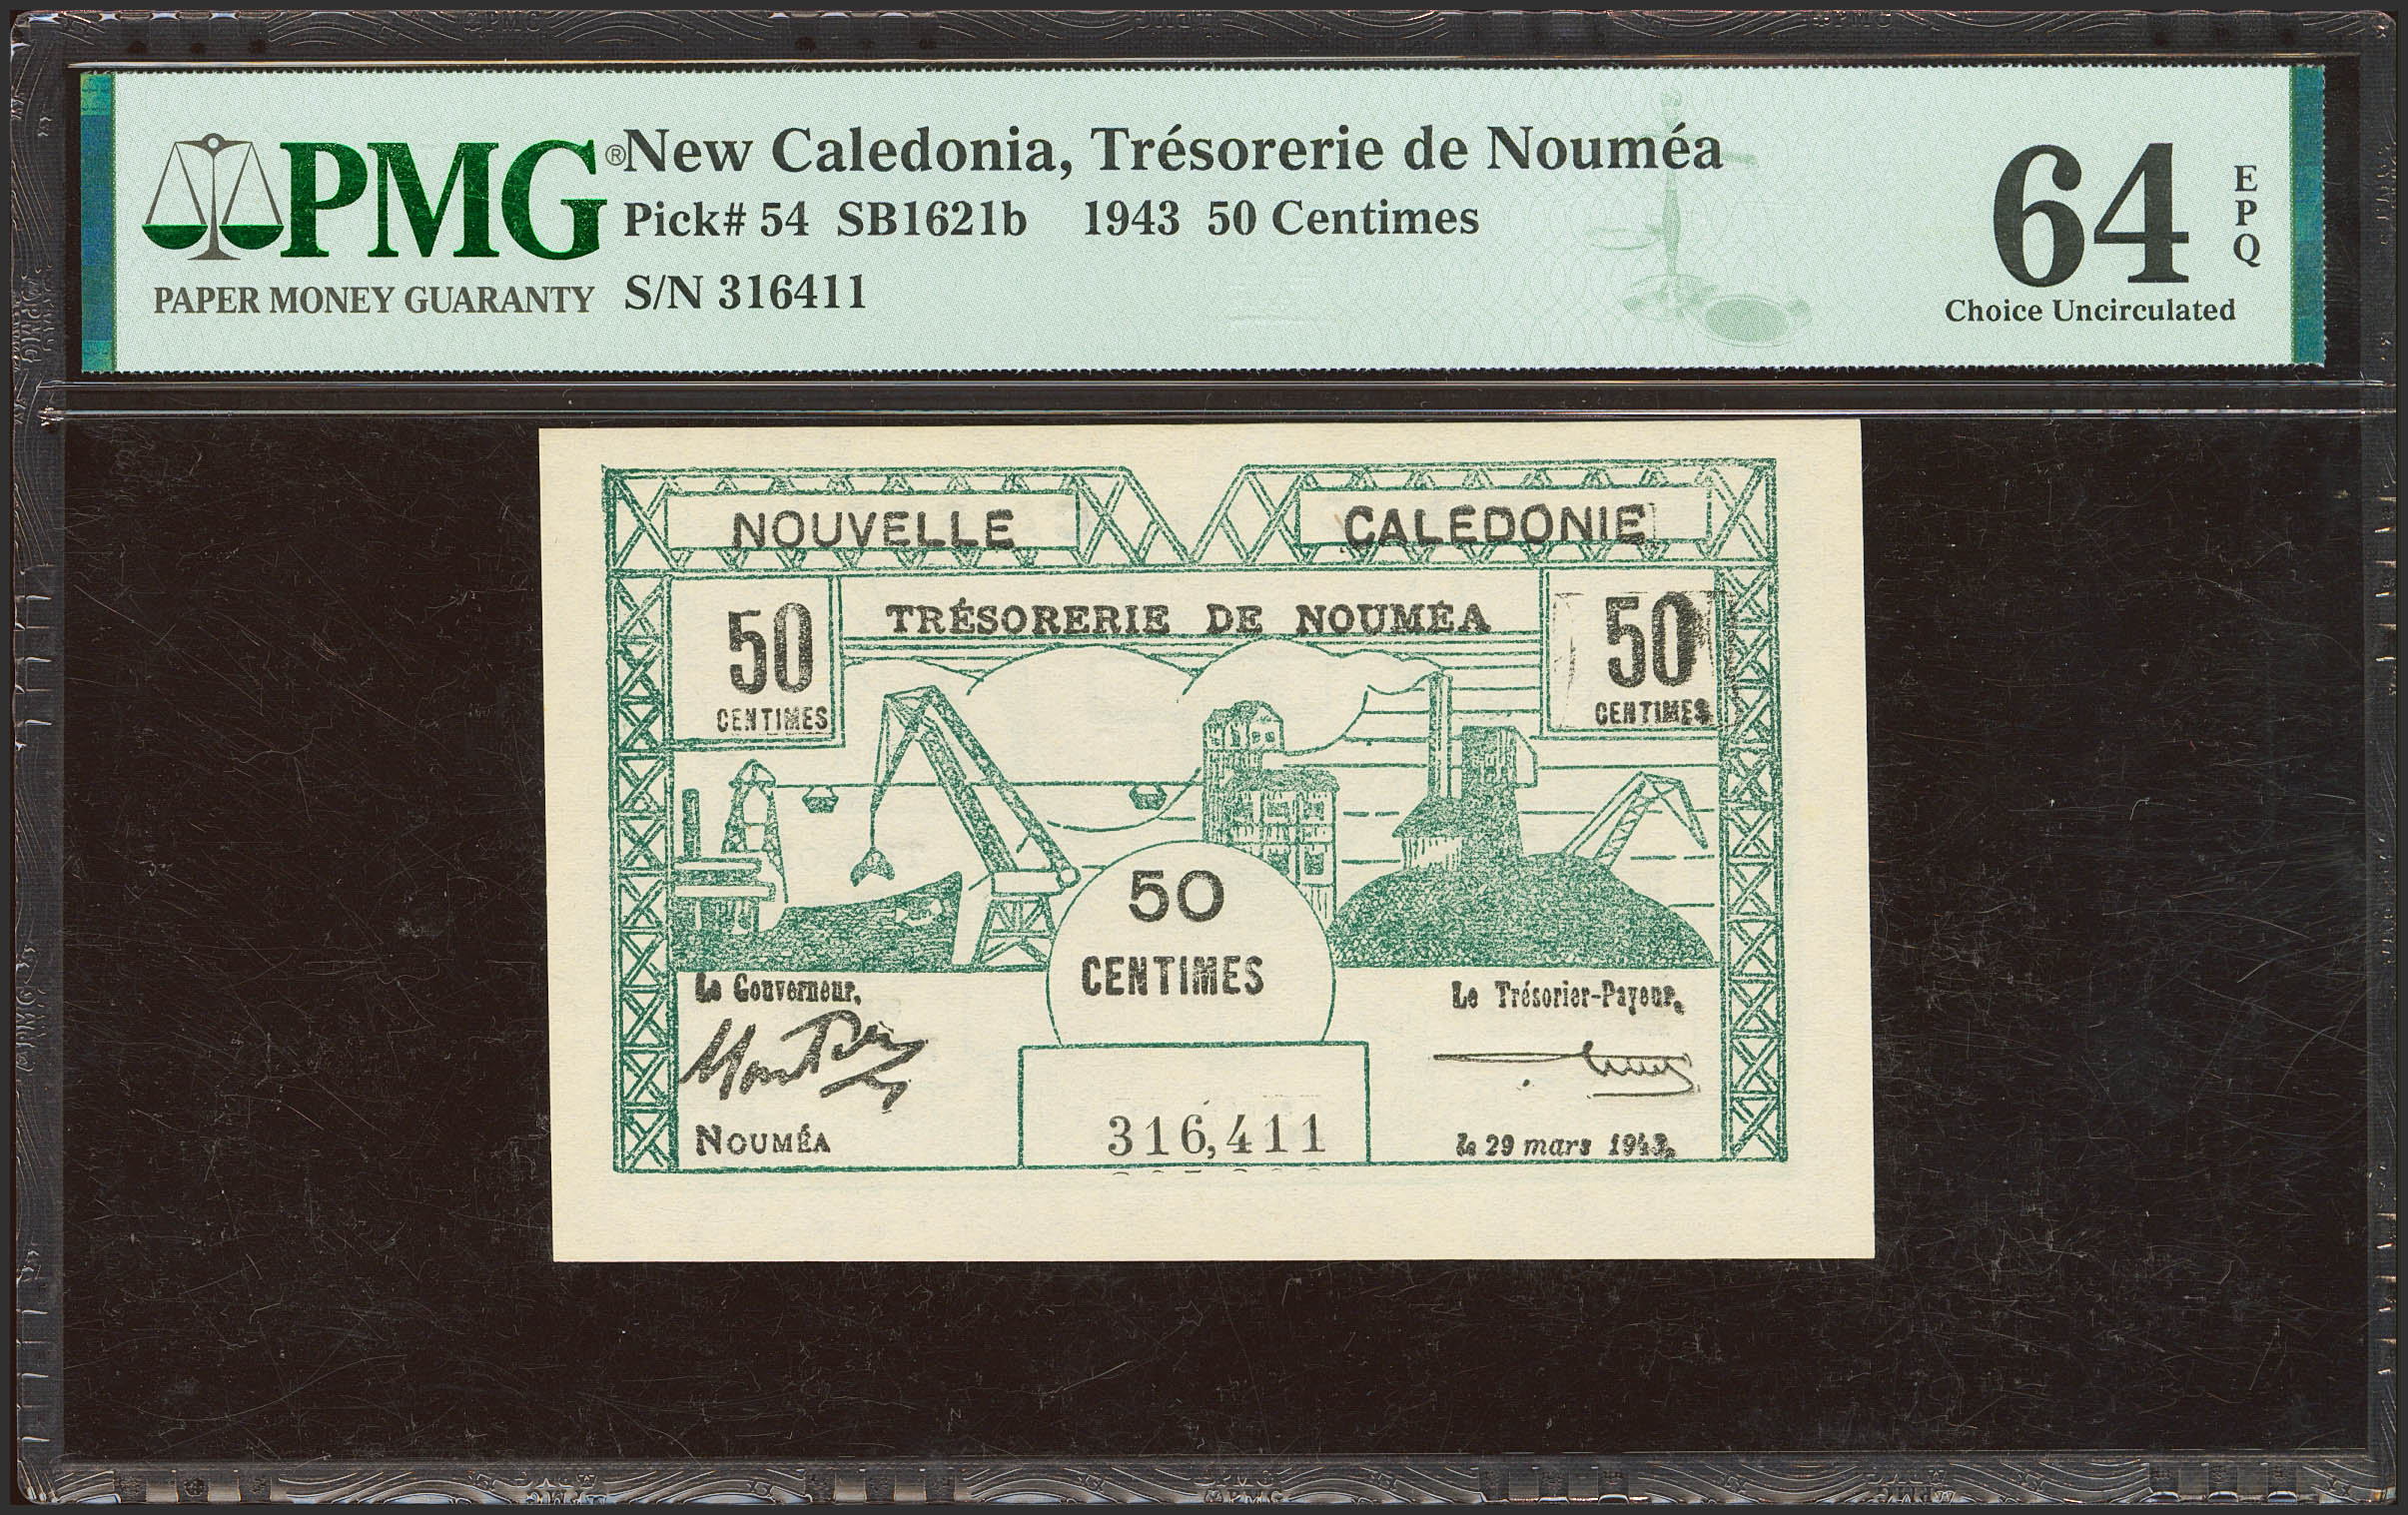 PMG®
PAPER MONEY GUARANTY
New Caledonia, Trésorerie de Nouméa
Pick# 54 SB1621b 1943 50 Centimes
S/N 316411
64
EPQ
Choice Uncirculated
NOUVELLE CALEDONIE
50 CENTIMES
TRÉSORERIE DE NOUMÉA
50 CENTIMES
50
CENTIMES
Le Gouverneur,
Le Trésorier-Payeur,
NOUMÉA
316,411
le 29 mars 1943.